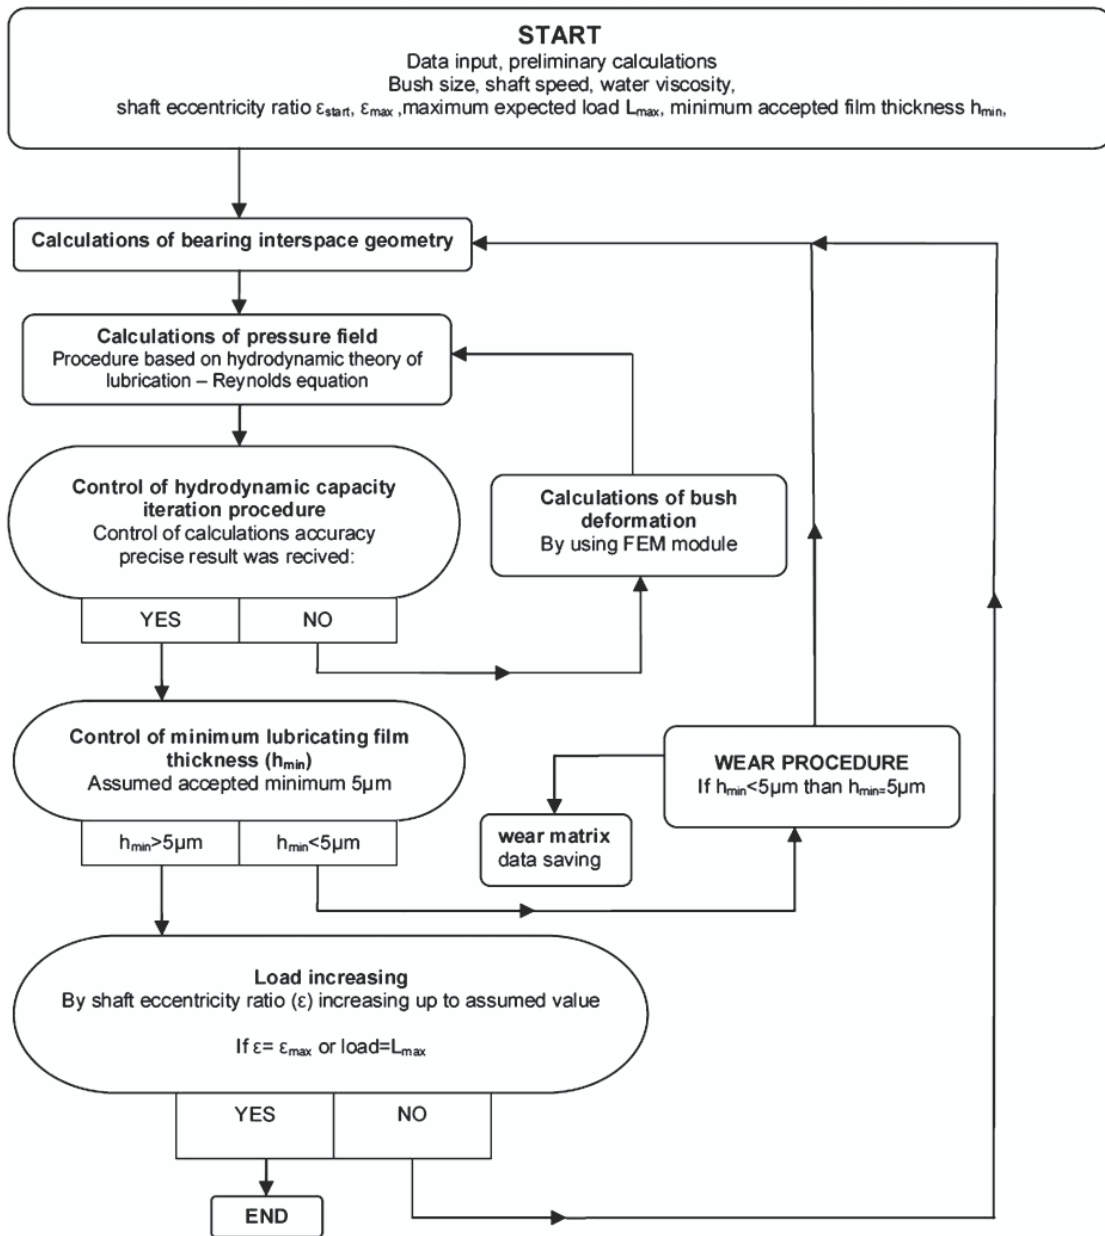 START
Data input, preliminary calculations
Bush size, shaft speed, water viscosity,
shaft eccentricity ratio εstart, εmax ,maximum expected load Lmax, minimum accepted film thickness hmin,
Calculations of bearing interspace geometry
Calculations of pressure field
Procedure based on hydrodynamic theory of
lubrication – Reynolds equation
Control of hydrodynamic capacity
iteration procedure
Control of calculations accuracy
precise result was recived:
YES
NO
Calculations of bush
deformation
By using FEM module
Control of minimum lubricating film
thickness (hmin)
Assumed accepted minimum 5µm
hmin>5µm
hmin<5µm
WEAR PROCEDURE
If hmin<5µm than hmin=5µm
wear matrix
data saving
Load increasing
By shaft eccentricity ratio (ε) increasing up to assumed value
If ε= εmax or load=Lmax
YES
NO
END